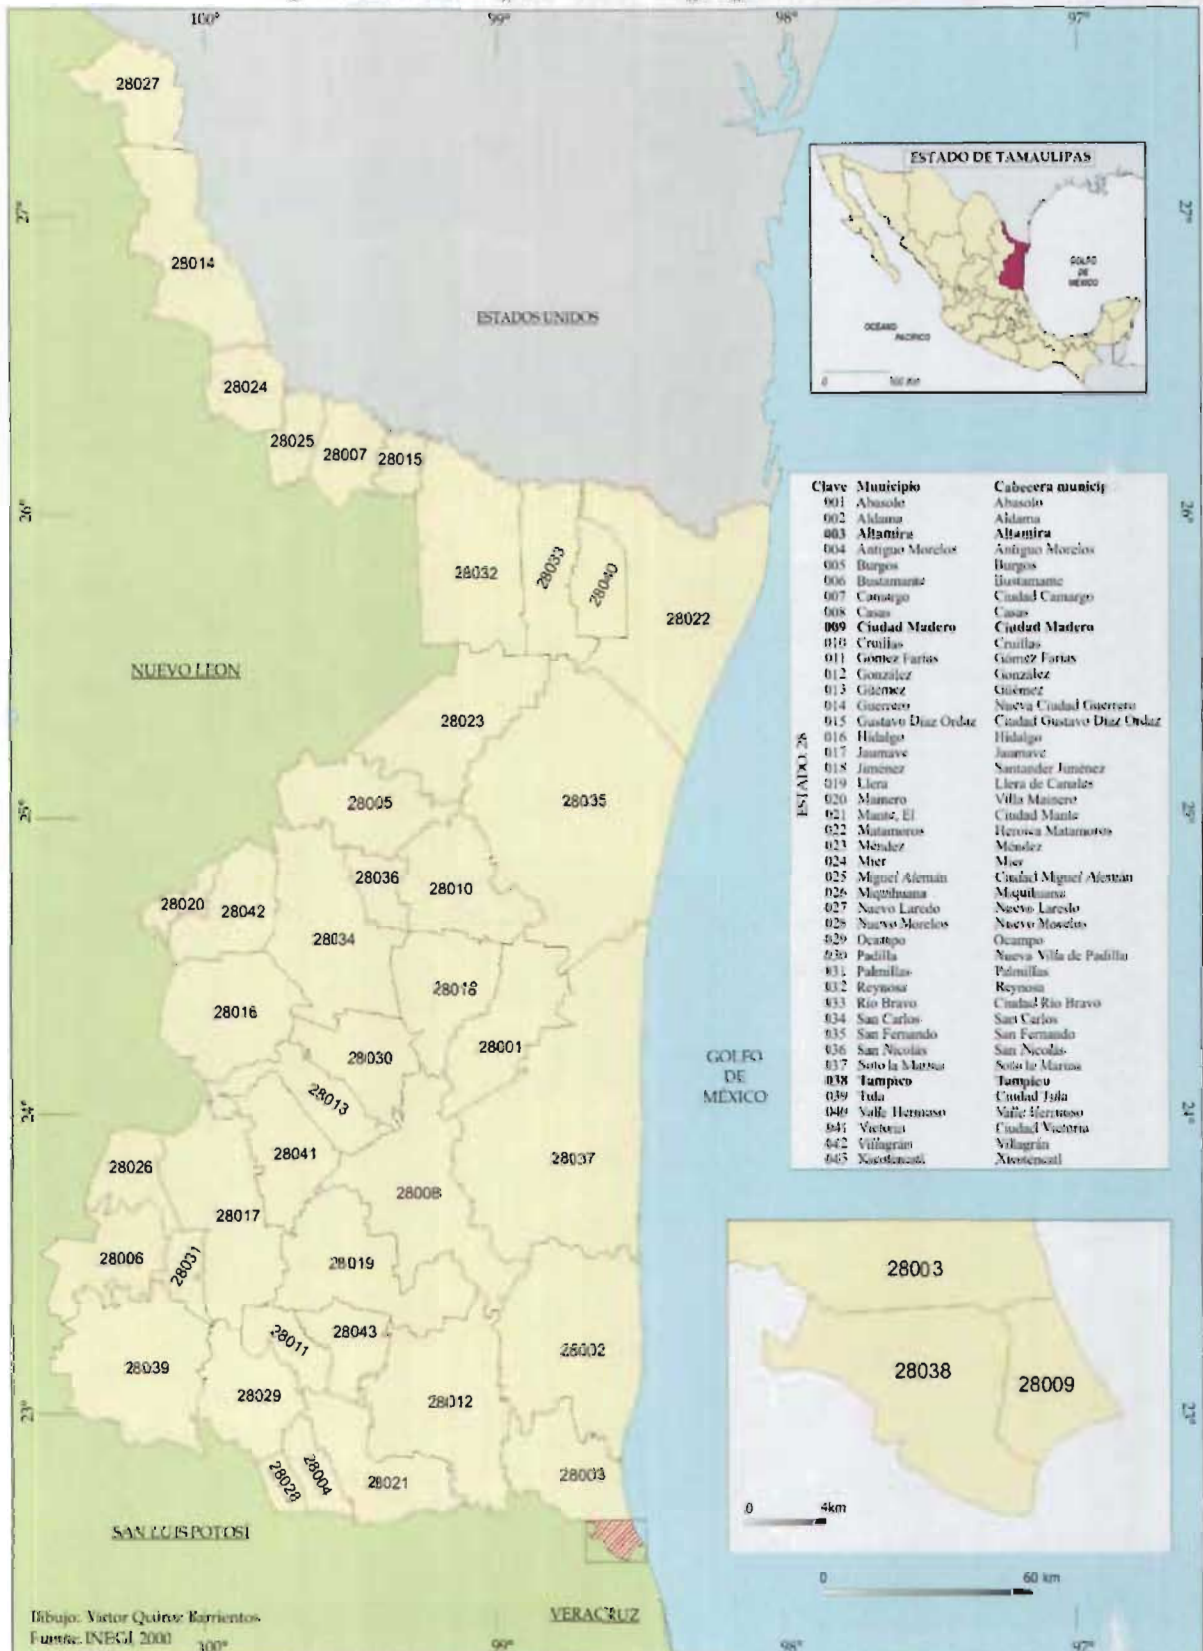 100°
99°
98°
97°
28027
27°
27°
ESTADO DE TAMAULIPAS
GOLFO
DE
MÉXICO
OCÉANO
PACIFICO
0
28014
ESTADOS UNIDOS
28024
28025
28007
28015
26°
26°
28032
28033
28040
28022
NUEVO LEON
28023
28005
28035
25°
25°
28036
28010
28020
28042
28034
28018
28016
28001
28030
28013
GOLFO
DE
MÉXICO
24°
24°
28041
28037
28026
28008
28017
28006
28031
28019
28011
28043
28002
28039
28029
28012
23°
23°
28028
28004
28021
28003
SAN LUIS POTOSÍ
VERACRUZ
Clave Municipio Cabecera municip
ESTADO: 28
001 Abasolo Abasolo
002 Aldama Aldama
003 Altamira Altamira
004 Antiguo Morelos Antiguo Morelos
005 Burgos Burgos
006 Bustamante Bustamante
007 Camargo Ciudad Camargo
008 Casas Casas
009 Ciudad Madero Ciudad Madero
010 Cruillas Cruillas
011 Gómez Farías Gómez Farías
012 González González
013 Güémez Güémez
014 Guerrero Nueva Ciudad Guerrero
015 Gustavo Díaz Ordaz Ciudad Gustavo Díaz Ordaz
016 Hidalgo Hidalgo
017 Jaumave Jaumave
018 Jiménez Santander Jiménez
019 Llera Llera de Canales
020 Mainero Villa Mainero
021 Mante, El Ciudad Mante
022 Matamoros Heroica Matamoros
023 Méndez Méndez
024 Mier Mier
025 Miguel Alemán Ciudad Miguel Alemán
026 Miquihuana Miquihuana
027 Nuevo Laredo Nuevo Laredo
028 Nuevo Morelos Nuevo Morelos
029 Ocampo Ocampo
030 Padilla Nueva Villa de Padilla
031 Palmillas Palmillas
032 Reynosa Reynosa
033 Río Bravo Ciudad Río Bravo
034 San Carlos San Carlos
035 San Fernando San Fernando
036 San Nicolás San Nicolás
037 Soto la Marina Soto la Marina
038 Tampico Tampico
039 Tula Ciudad Tula
040 Valle Hermoso Valle Hermoso
041 Victoria Ciudad Victoria
042 Villagrán Villagrán
043 Xicotencatl Xicotencatl
28003
28038
28009
0 4km
0 60 km
Dibujo: Victor Quiroz Barrientos
Fuente: INEGI, 2000
100°
99°
98°
97°